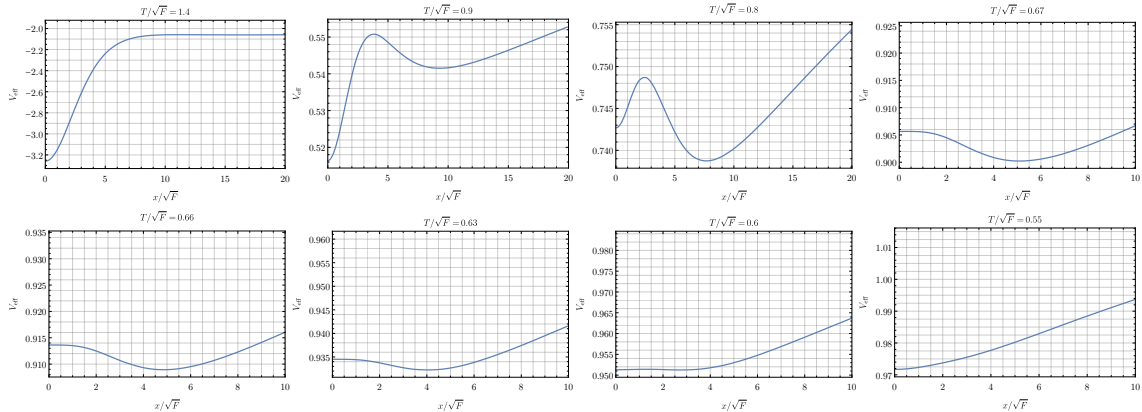 T/√F = 1.4
−2.0
−2.2
−2.4
−2.6
−2.8
−3.0
−3.2
V_eff
0 5 10 15 20
x/√F
T/√F = 0.9
0.55
0.54
0.53
0.52
V_eff
0 5 10 15 20
x/√F
T/√F = 0.8
0.755
0.750
0.745
0.740
V_eff
0 5 10 15 20
x/√F
T/√F = 0.67
0.925
0.920
0.915
0.910
0.905
0.900
V_eff
0 2 4 6 8 10
x/√F
T/√F = 0.66
0.935
0.930
0.925
0.920
0.915
0.910
V_eff
0 2 4 6 8 10
x/√F
T/√F = 0.63
0.960
0.955
0.950
0.945
0.940
0.935
V_eff
0 2 4 6 8 10
x/√F
T/√F = 0.6
0.980
0.975
0.970
0.965
0.960
0.955
0.950
V_eff
0 2 4 6 8 10
x/√F
T/√F = 0.55
1.01
1.00
0.99
0.98
0.97
V_eff
0 2 4 6 8 10
x/√F